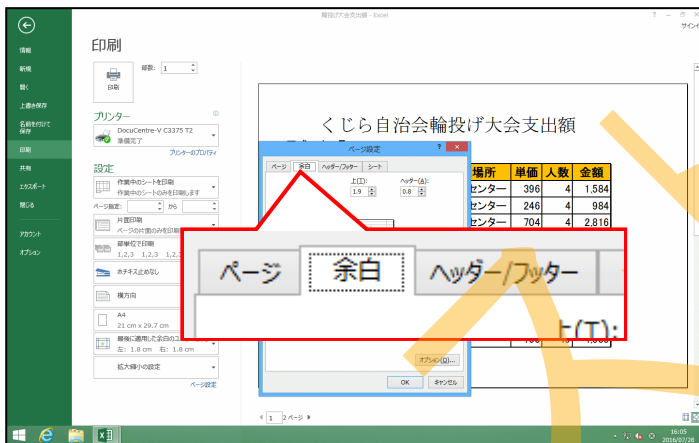 輪投げ大会支出額 - Excel
? - ×
サインイ
情報
新規
開く
上書き保存
名前を付けて
保存
印刷
共有
エクスポート
閉じる
アカウント
オプション
印刷
部数: 1
印刷
プリンター
DocuCentre-V C3375 T2
準備完了
プリンターのプロパティ
設定
作業中のシートを印刷
作業中のシートのみを印刷します
ページ指定: から
片面印刷
ページの片面のみを印刷
部単位で印刷
1,2,3 1,2,3 1,2,
ホチキス止めなし
横方向
A4
21 cm x 29.7 cm
最後に適用した余白のユ
左: 1.8 cm 右: 1.8 cm
拡大縮小の設定
ページ設定
くじら自治会輪投げ大会支出額
場所 単価 人数 金額
センター 396 4 1,584
センター 246 4 984
センター 704 4 2,816
ページ設定
? ×
ページ 余白 ヘッダー/フッター シート
上(T): ヘッダー(A):
1.9 0.8
ページ 余白 ヘッダー/フッター
上(T):
オプション(O)...
OK キャンセル
1 2 ページ
16:05
2016/07/20